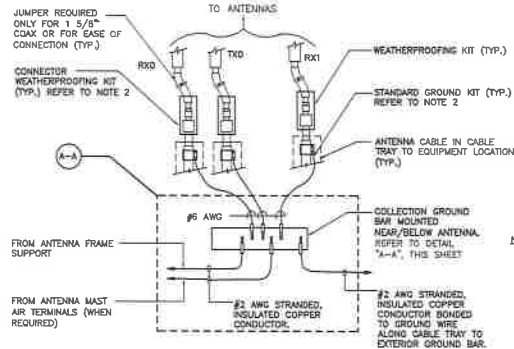 TO ANTENNAS
JUMPER REQUIRED
ONLY FOR 1 5/8"
COAX OR FOR EASE OF
CONNECTION (TYP.)
RX0
TX0
RX1
WEATHERPROOFING KIT (TYP.)
CONNECTOR
WEATHERPROOFING KIT
(TYP.) REFER TO NOTE 2
STANDARD GROUND KIT (TYP.)
REFER TO NOTE 2
ANTENNA CABLE IN CABLE
TRAY TO EQUIPMENT LOCATION
(TYP.)
A-A
#6 AWG
COLLECTION GROUND
BAR MOUNTED
NEAR/BELOW ANTENNA.
REFER TO DETAIL
"A-A", THIS SHEET
FROM ANTENNA FRAME
SUPPORT
FROM ANTENNA MAST
AIR TERMINALS (WHEN
REQUIRED)
#2 AWG STRANDED,
INSULATED COPPER
CONDUCTOR.
#2 AWG STRANDED,
INSULATED COPPER
CONDUCTOR BONDED
TO GROUND WIRE
ALONG CABLE TRAY TO
EXTERIOR GROUND BAR.